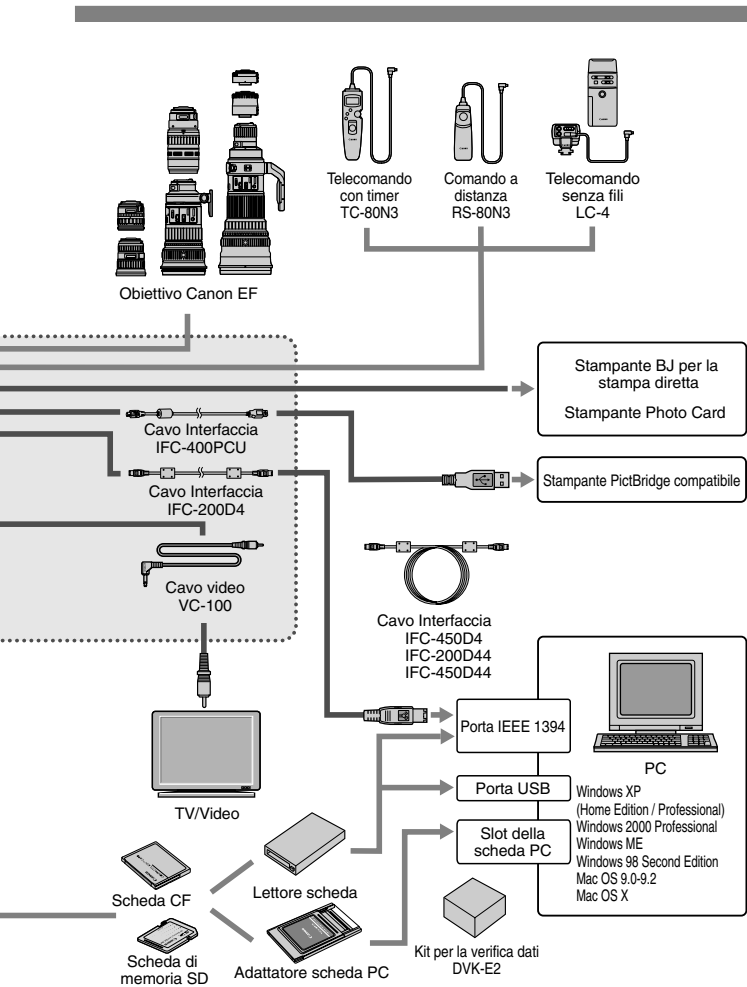 Telecomando
con timer
TC-80N3
Comando a
distanza
RS-80N3
Telecomando
senza fili
LC-4
Obiettivo Canon EF
Stampante BJ per la
stampa diretta
Stampante Photo Card
Cavo Interfaccia
IFC-400PCU
Stampante PictBridge compatibile
Cavo Interfaccia
IFC-200D4
Cavo video
VC-100
Cavo Interfaccia
IFC-450D4
IFC-200D44
IFC-450D44
Porta IEEE 1394
PC
TV/Video
Porta USB
Windows XP
(Home Edition / Professional)
Windows 2000 Professional
Windows ME
Windows 98 Second Edition
Mac OS 9.0-9.2
Mac OS X
Slot della
scheda PC
Scheda CF
Lettore scheda
Scheda di
memoria SD
Adattatore scheda PC
Kit per la verifica dati
DVK-E2